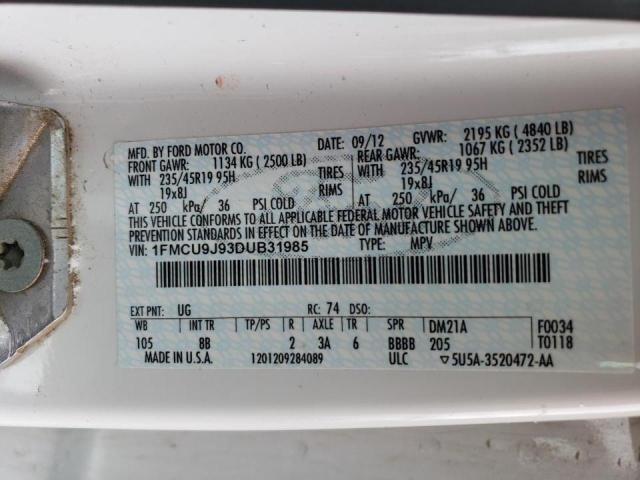 MFD. BY FORD MOTOR CO. DATE: 09/12 GVWR: 2195 KG ( 4840 LB)
FRONT GAWR: 1134 KG ( 2500 LB) REAR GAWR: 1067 KG ( 2352 LB)
WITH 235/45R19 95H TIRES WITH 235/45R19 95H TIRES
19x8J RIMS 19x8J RIMS
AT 250 kPa/ 36 PSI COLD AT 250 kPa/ 36 PSI COLD
THIS VEHICLE CONFORMS TO ALL APPLICABLE FEDERAL MOTOR VEHICLE SAFETY AND THEFT
PREVENTION STANDARDS IN EFFECT ON THE DATE OF MANUFACTURE SHOWN ABOVE.
VIN: 1FMCU9J93DUB31985 TYPE: MPV
EXT PNT: UG RC: 74 DSO:
WB INT TR TP/PS R AXLE TR SPR DM21A F0034
105 8B 2 3A 6 BBBB 205 T0118
MADE IN U.S.A. 1201209284089 ULC ▽5U5A-3520472-AA